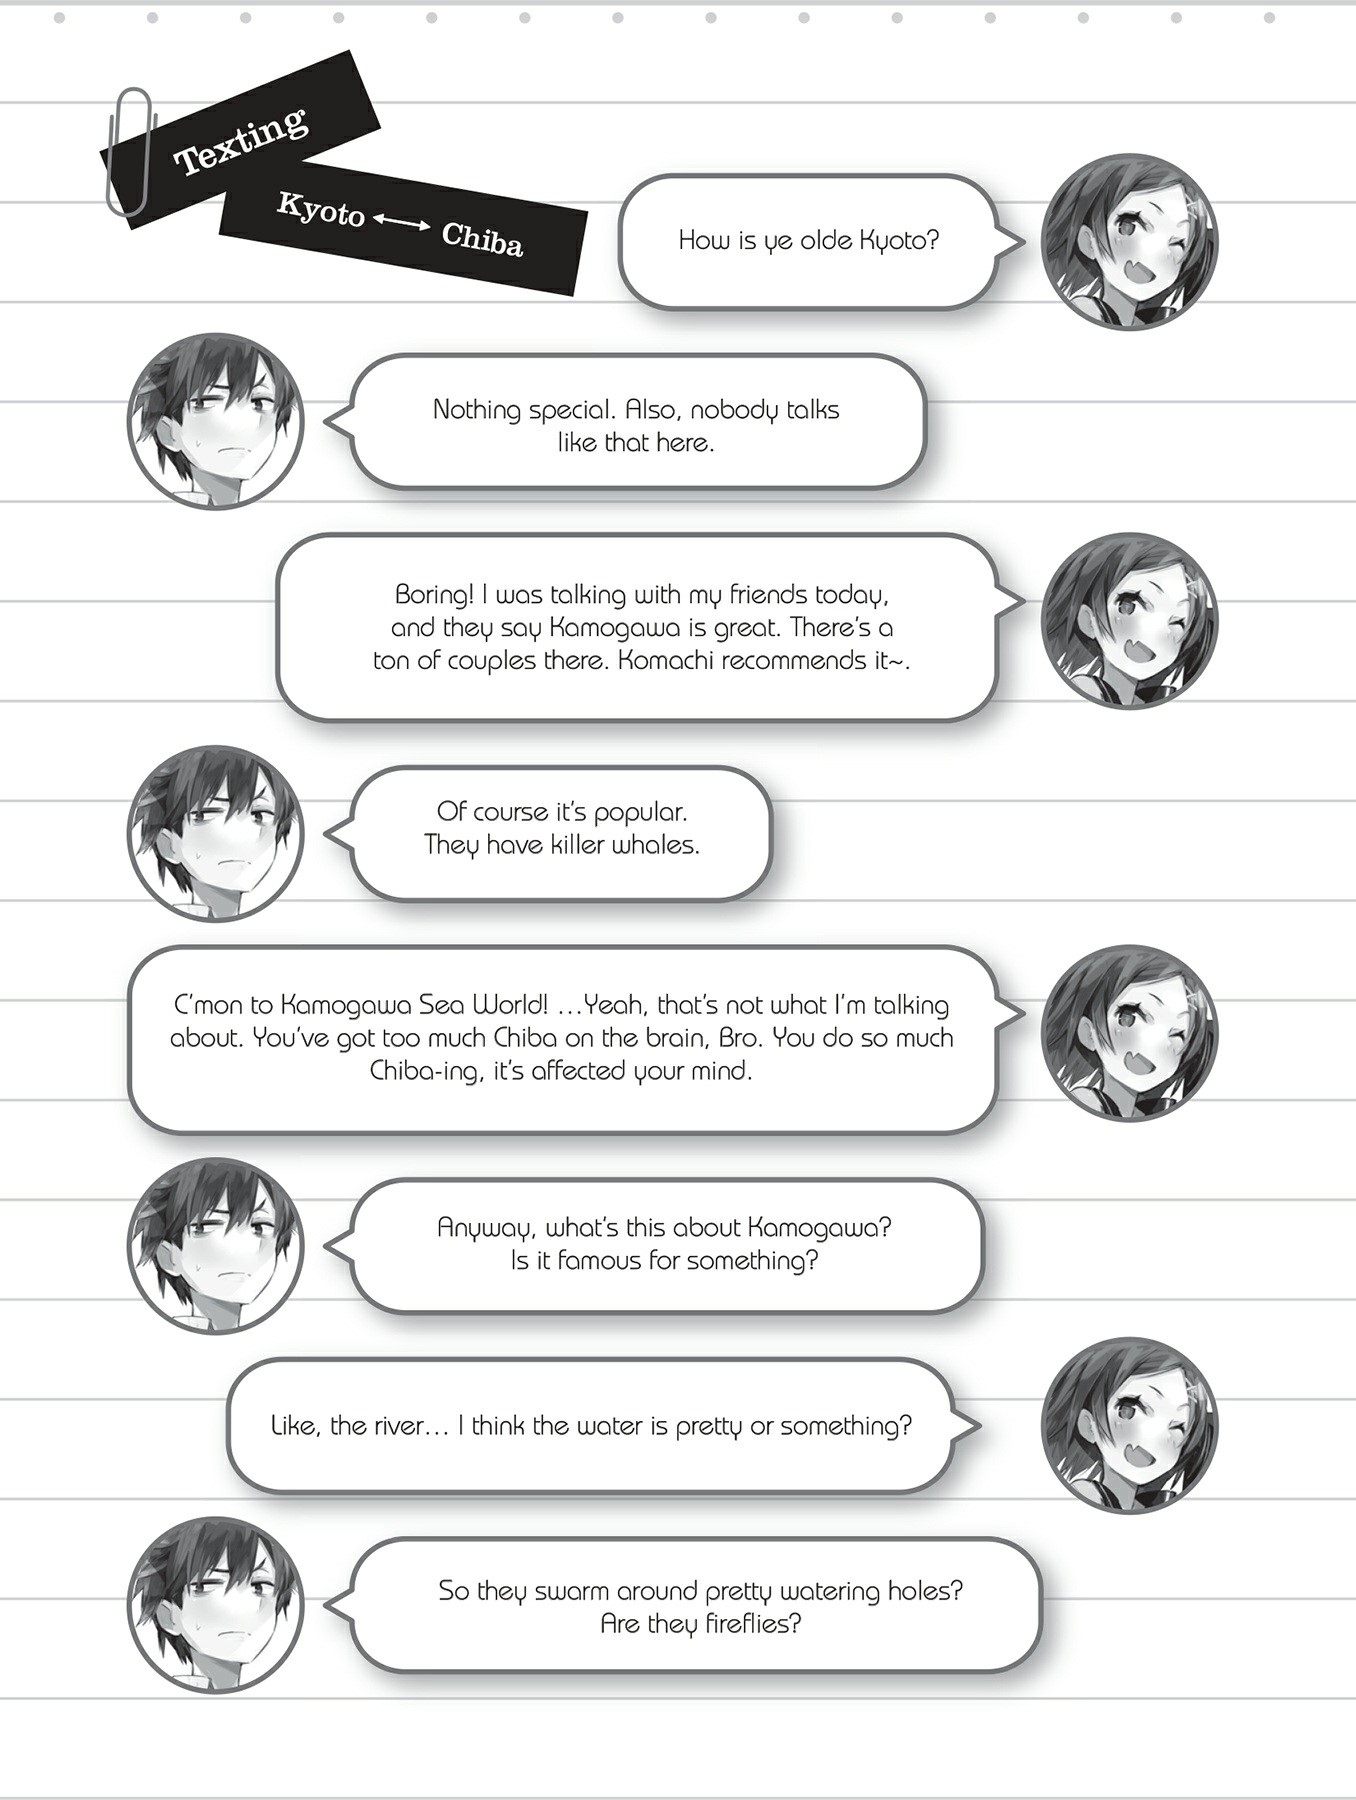 Texting
Kyoto ⟷ Chiba
How is ye olde Kyoto?
Nothing special. Also, nobody talks
like that here.
Boring! I was talking with my friends today,
and they say Kamogawa is great. There's a
ton of couples there. Komachi recommends it~.
Of course it's popular.
They have killer whales.
C'mon to Kamogawa Sea World! ...Yeah, that's not what I'm talking
about. You've got too much Chiba on the brain, Bro. You do so much
Chiba-ing, it's affected your mind.
Anyway, what's this about Kamogawa?
Is it famous for something?
Like, the river... I think the water is pretty or something?
So they swarm around pretty watering holes?
Are they fireflies?